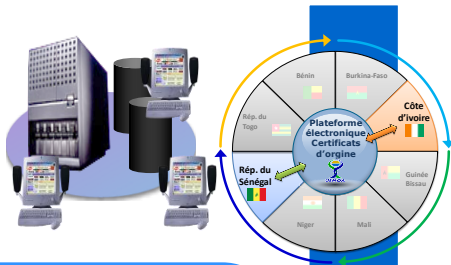 Bénin
Burkina-Faso
Rép. du
Togo
Côte
d'ivoire
Plateforme
électronique
Certificats
d'orgine
Rép. du
Sénégal
Guinée
Bissau
Niger
Mali